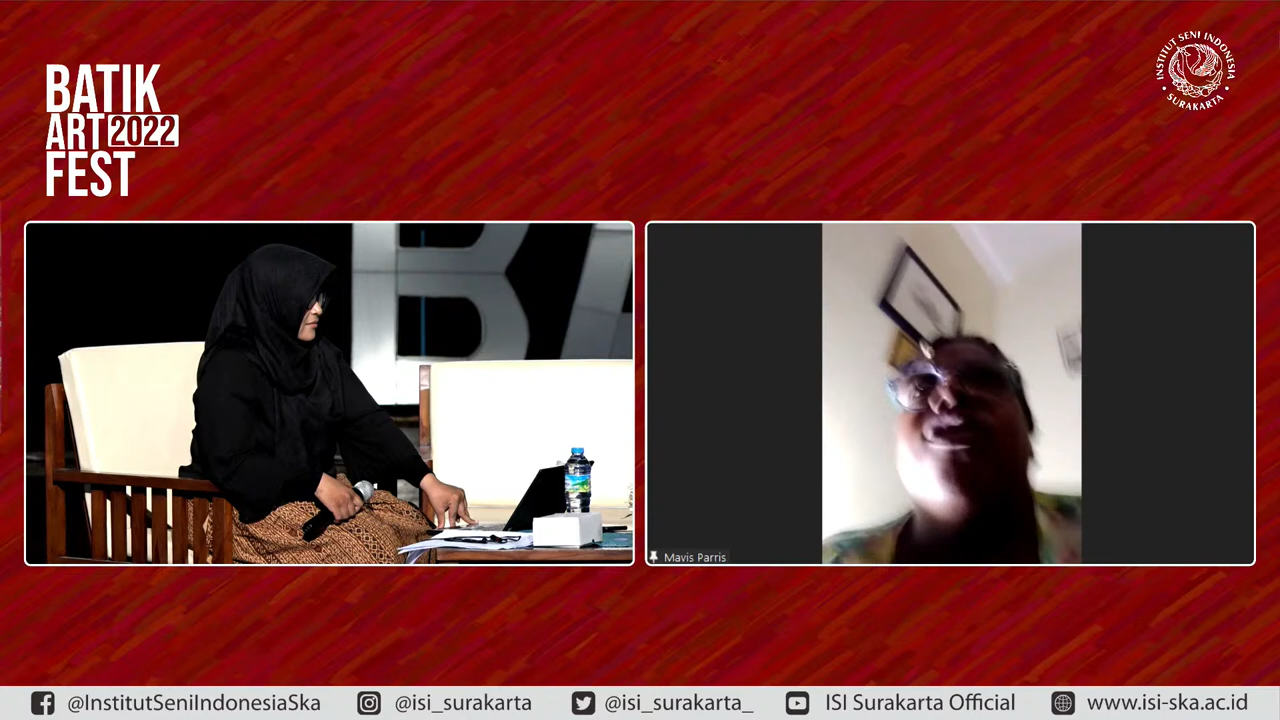 BATIK
ART 2022
FEST
INSTITUT SENI INDONESIA
• SURAKARTA •
BA
Mavis Parris
@InstitutSeniIndonesiaSka
@isi_surakarta
@isi_surakarta_
ISI Surakarta Official
www.isi-ska.ac.id